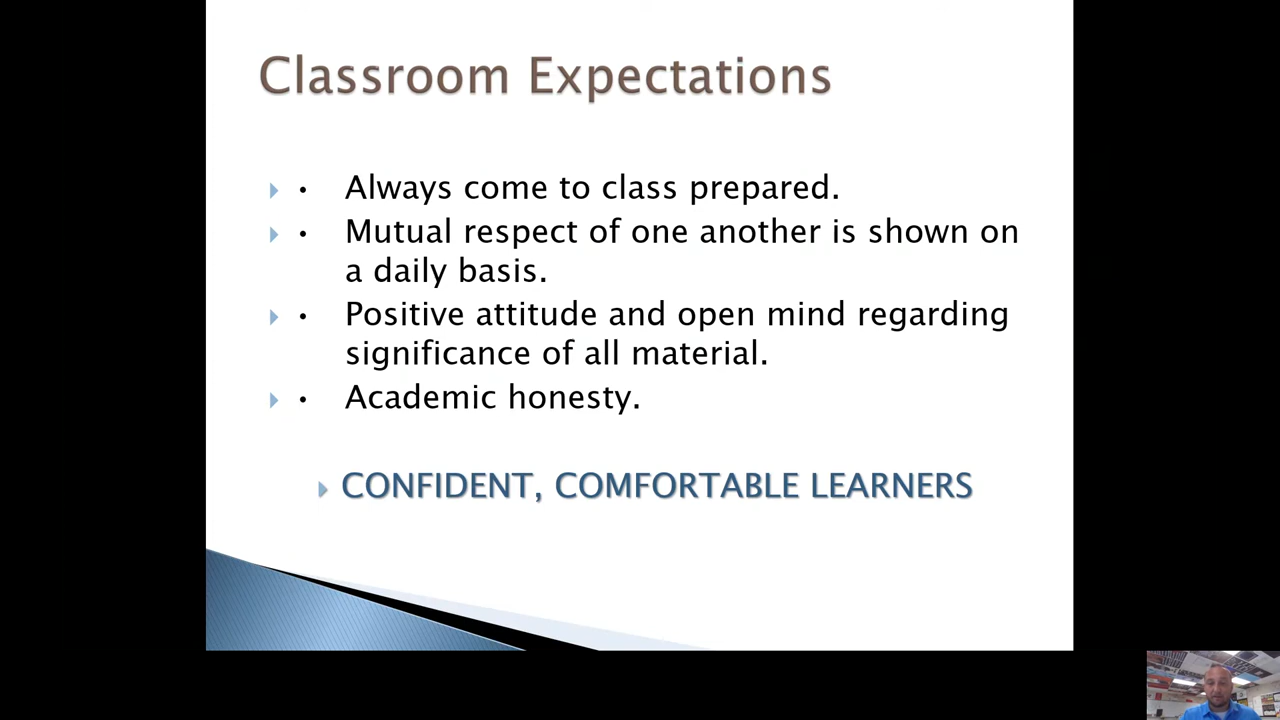 Classroom Expectations
• Always come to class prepared.
• Mutual respect of one another is shown on
a daily basis.
• Positive attitude and open mind regarding
significance of all material.
• Academic honesty.
CONFIDENT, COMFORTABLE LEARNERS